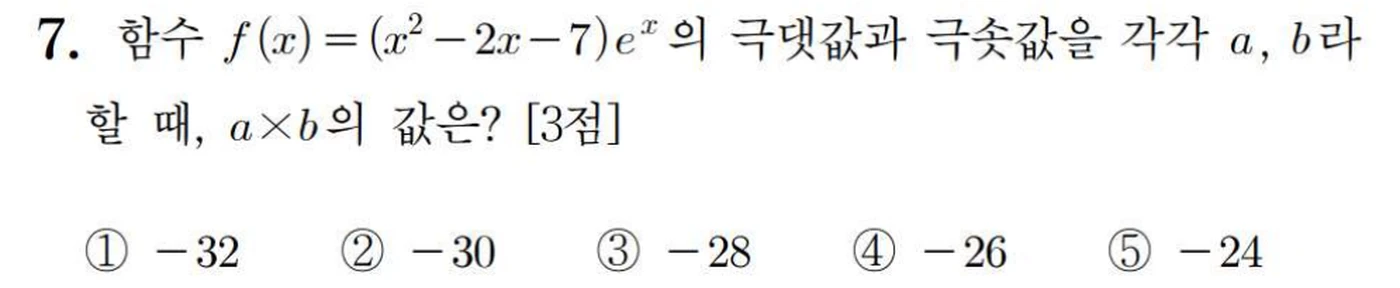 7. 함수 f(x)=(x²-2x-7)eˣ의 극댓값과 극솟값을 각각 a, b라
할 때, a×b의 값은? [3점]
① -32 ② -30 ③ -28 ④ -26 ⑤ -24